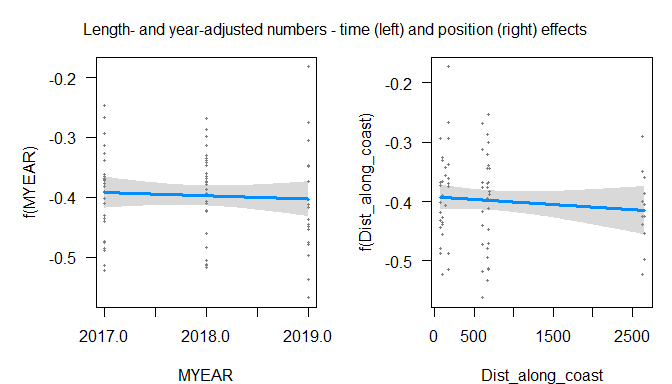 Length- and year-adjusted numbers - time (left) and position (right) effects
f(MYEAR)
-0.2
-0.3
-0.4
-0.5
2017.0 2018.0 2019.0
MYEAR
f(Dist_along_coast)
-0.2
-0.3
-0.4
-0.5
0 500 1500 2500
Dist_along_coast